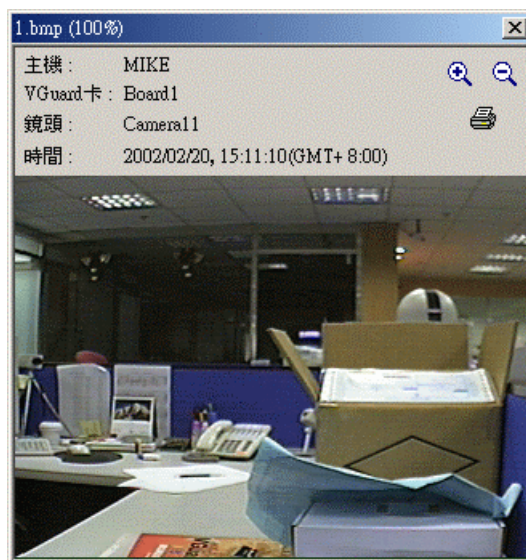 1.bmp (100%)
主機 : MIKE
VGuard卡 : Board1
鏡頭 : Camera11
時間 : 2002/02/20, 15:11:10(GMT+ 8:00)